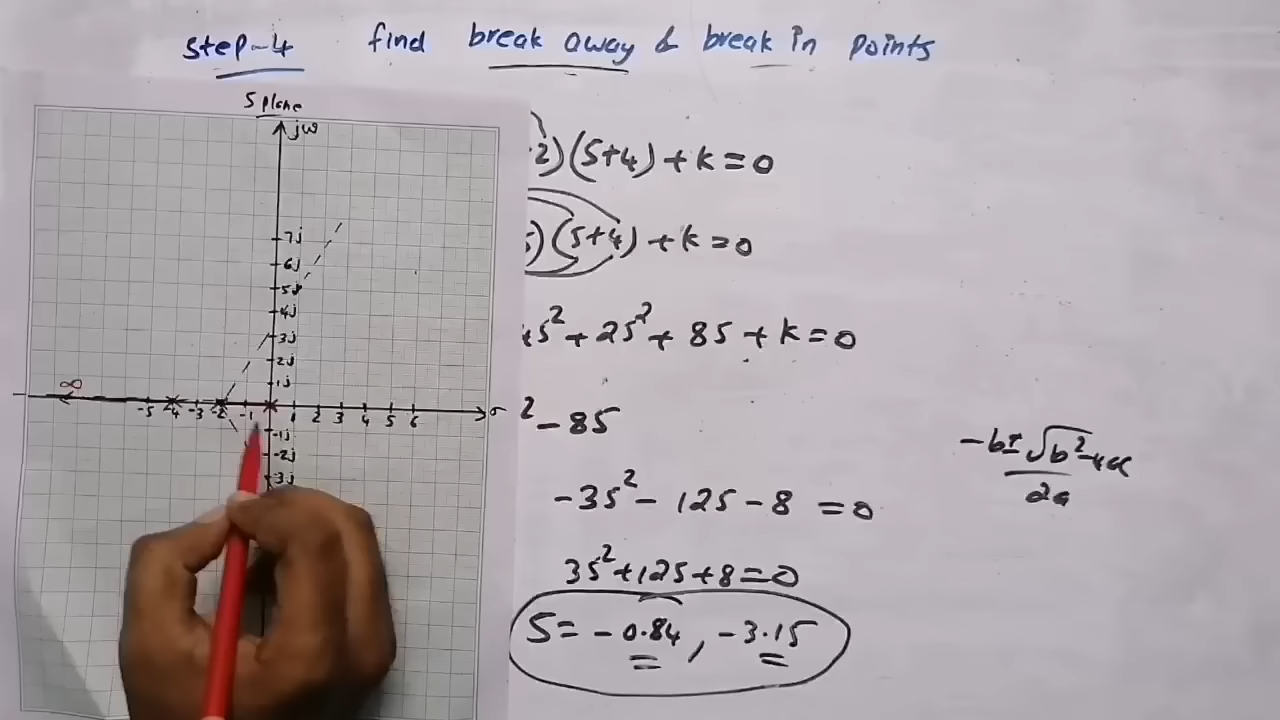 step-4 find break away & break in points
S plane
jω
2)(S+4)+k=0
)(S+4)+k=0
7j
6j
5j
4j
3j
2j
1j
s²+2s²+8s+k=0
∞
-5 -4 -3 -2 -1 1 2 3 4 5 6 σ
-1j
-2j
-3j
²-8s
-3s²-12s-8=0
3s²+12s+8=0
S=-0.84, -3.15
-b±√b²-4ac
2a